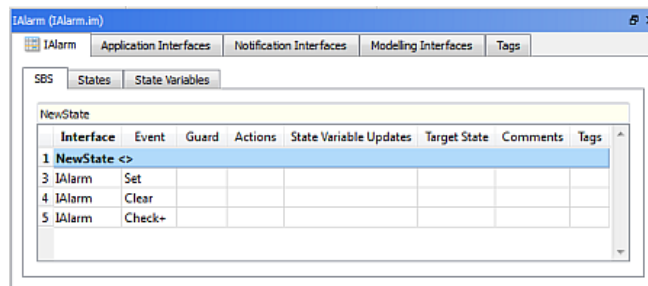 IAlarm (IAlarm.im)
IAlarm Application Interfaces Notification Interfaces Modelling Interfaces Tags
SBS States State Variables
NewState
Interface Event Guard Actions State Variable Updates Target State Comments Tags
1 NewState <>
3 IAlarm Set
4 IAlarm Clear
5 IAlarm Check+